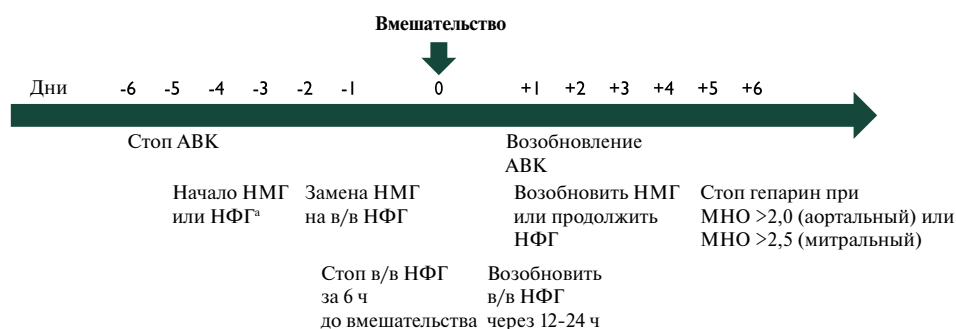 Вмешательство
Дни -6 -5 -4 -3 -2 -1 0 +1 +2 +3 +4 +5 +6
Стоп АВК
Возобновление
АВК
Начало НМГ
или НФГᵃ
Замена НМГ
на в/в НФГ
Возобновить НМГ
или продолжить
НФГ
Стоп гепарин при
МНО >2,0 (аортальный) или
МНО >2,5 (митральный)
Стоп в/в НФГ
за 6 ч
до вмешательства
Возобновить
в/в НФГ
через 12-24 ч